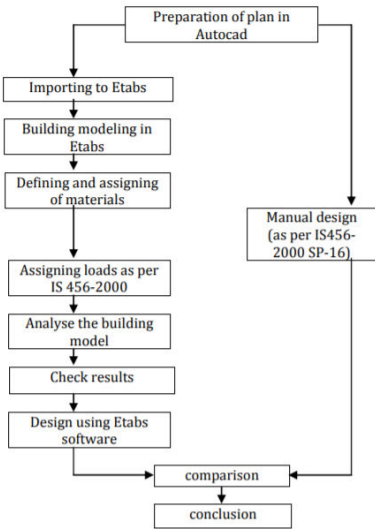 Preparation of plan in
Autocad
Importing to Etabs
Building modeling in
Etabs
Defining and assigning
of materials
Manual design
(as per IS456-
2000 SP-16)
Assigning loads as per
IS 456-2000
Analyse the building
model
Check results
Design using Etabs
software
comparison
conclusion